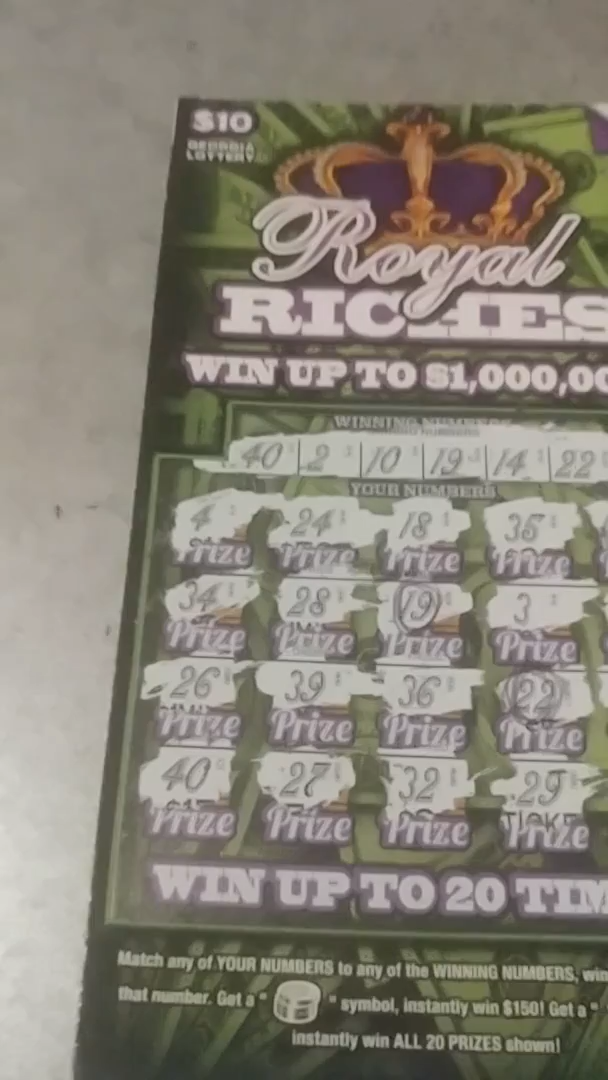 $10
GEORGIA
LOTTERY
Royal
RICHES
WIN UP TO $1,000,00
WINNING NUMBERS
40 2 10 19 14 22
YOUR NUMBERS
4 24 18 35
Prize Prize Prize Prize
34 28 19 3
Prize Prize Prize Prize
26 39 36 22
Prize Prize Prize Prize
40 27 32 29
Prize Prize Prize Prize
WIN UP TO 20 TIM
Match any of YOUR NUMBERS to any of the WINNING NUMBERS, win
that number. Get a " " symbol, instantly win $150! Get a "
instantly win ALL 20 PRIZES shown!